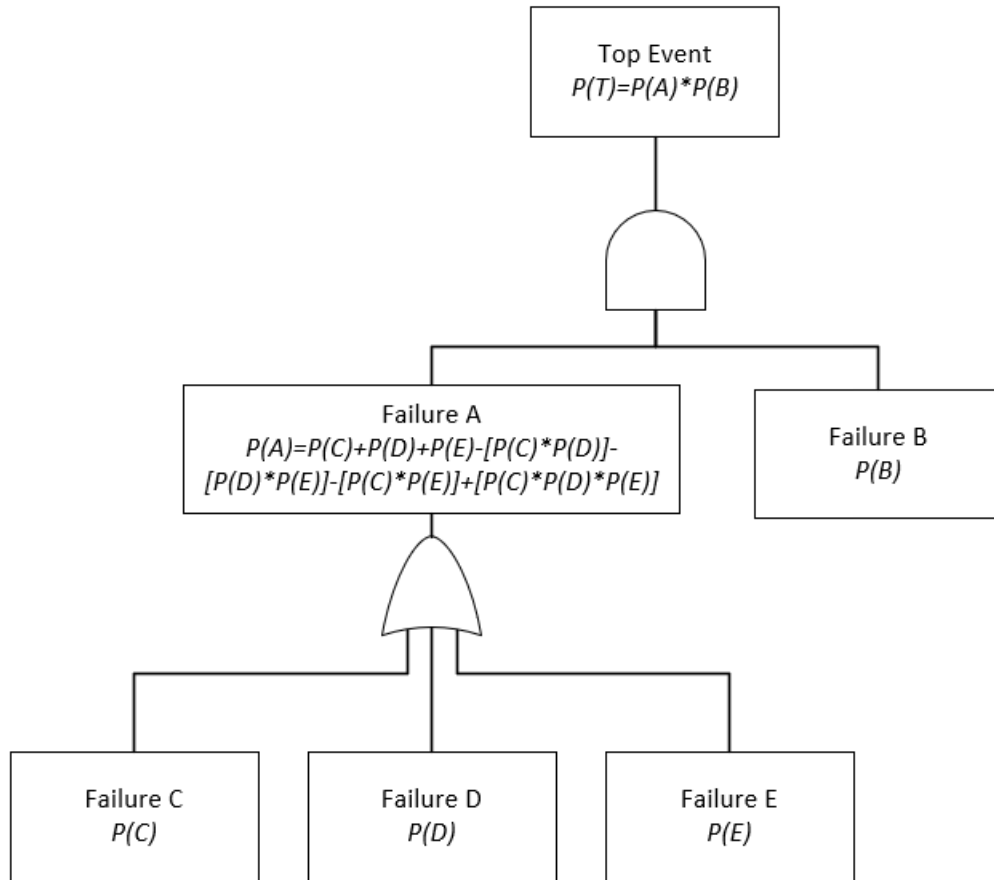 Top Event
P(T)=P(A)*P(B)
Failure A
P(A)=P(C)+P(D)+P(E)-[P(C)*P(D)]-
[P(D)*P(E)]-[P(C)*P(E)]+[P(C)*P(D)*P(E)]
Failure B
P(B)
Failure C
P(C)
Failure D
P(D)
Failure E
P(E)